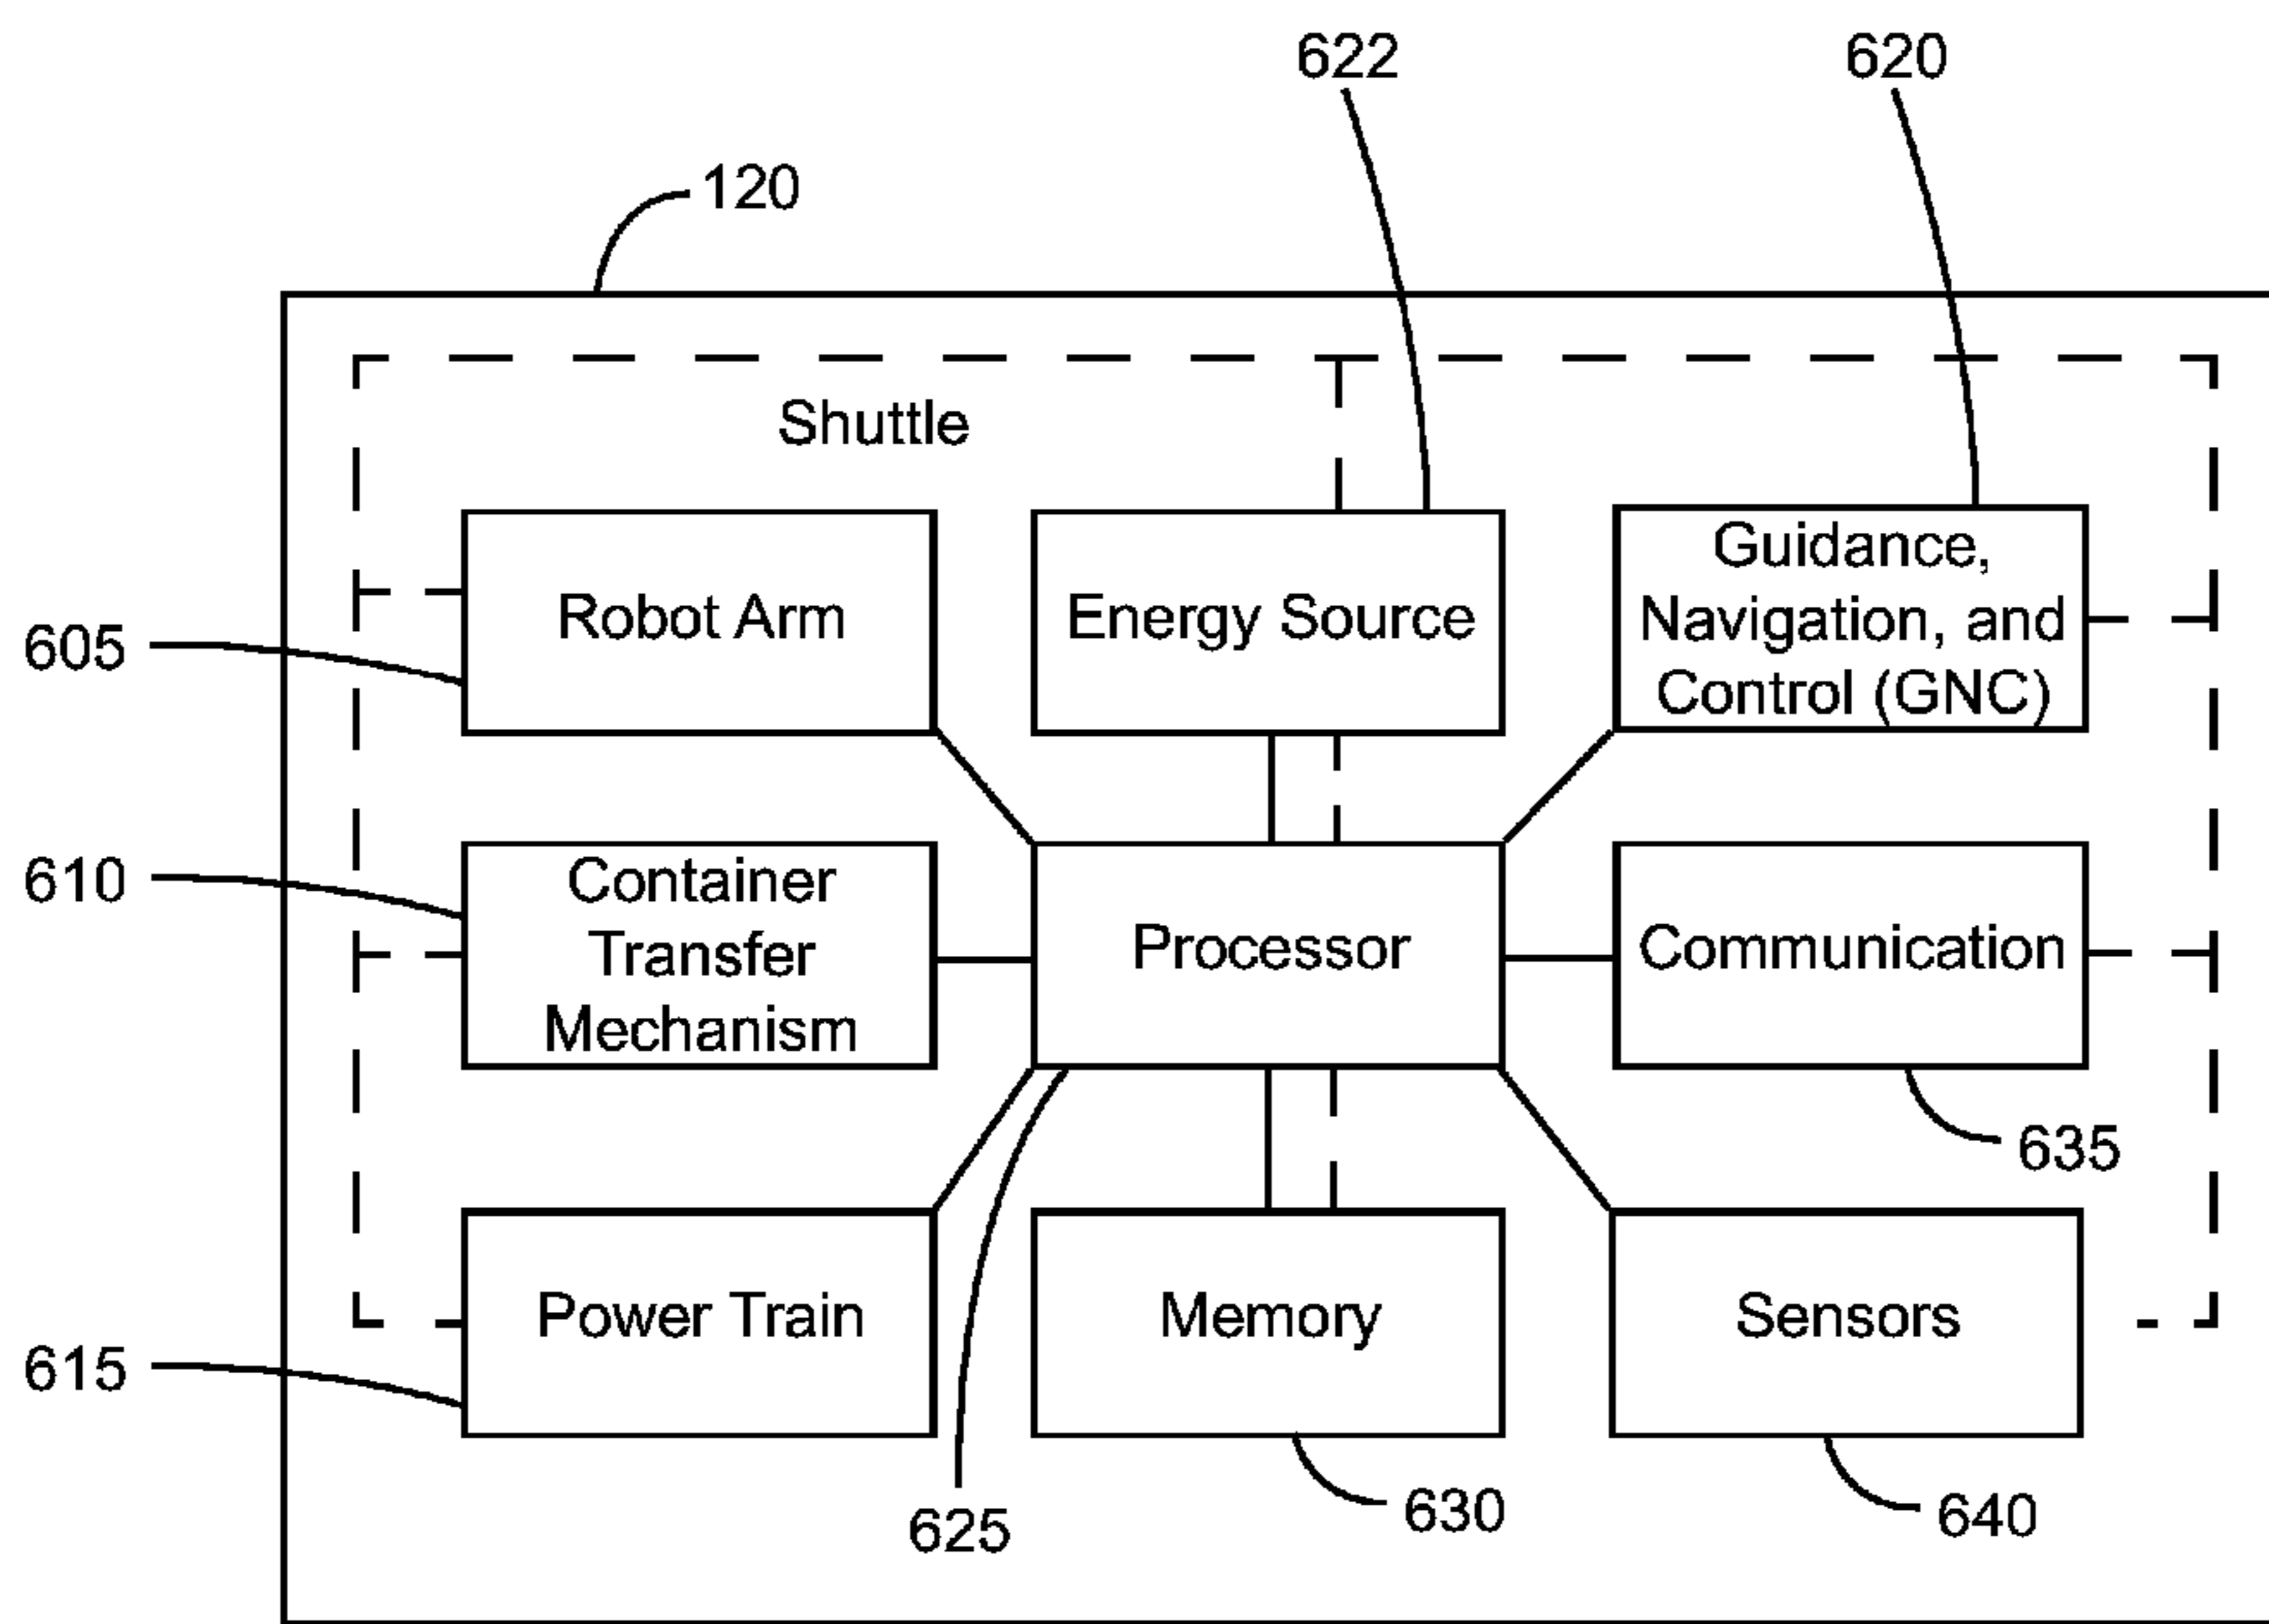 622
620
120
Shuttle
Robot Arm
Energy Source
Guidance,
Navigation, and
Control (GNC)
605
610
Container
Transfer
Mechanism
Processor
Communication
635
Power Train
Memory
Sensors
615
625
630
640